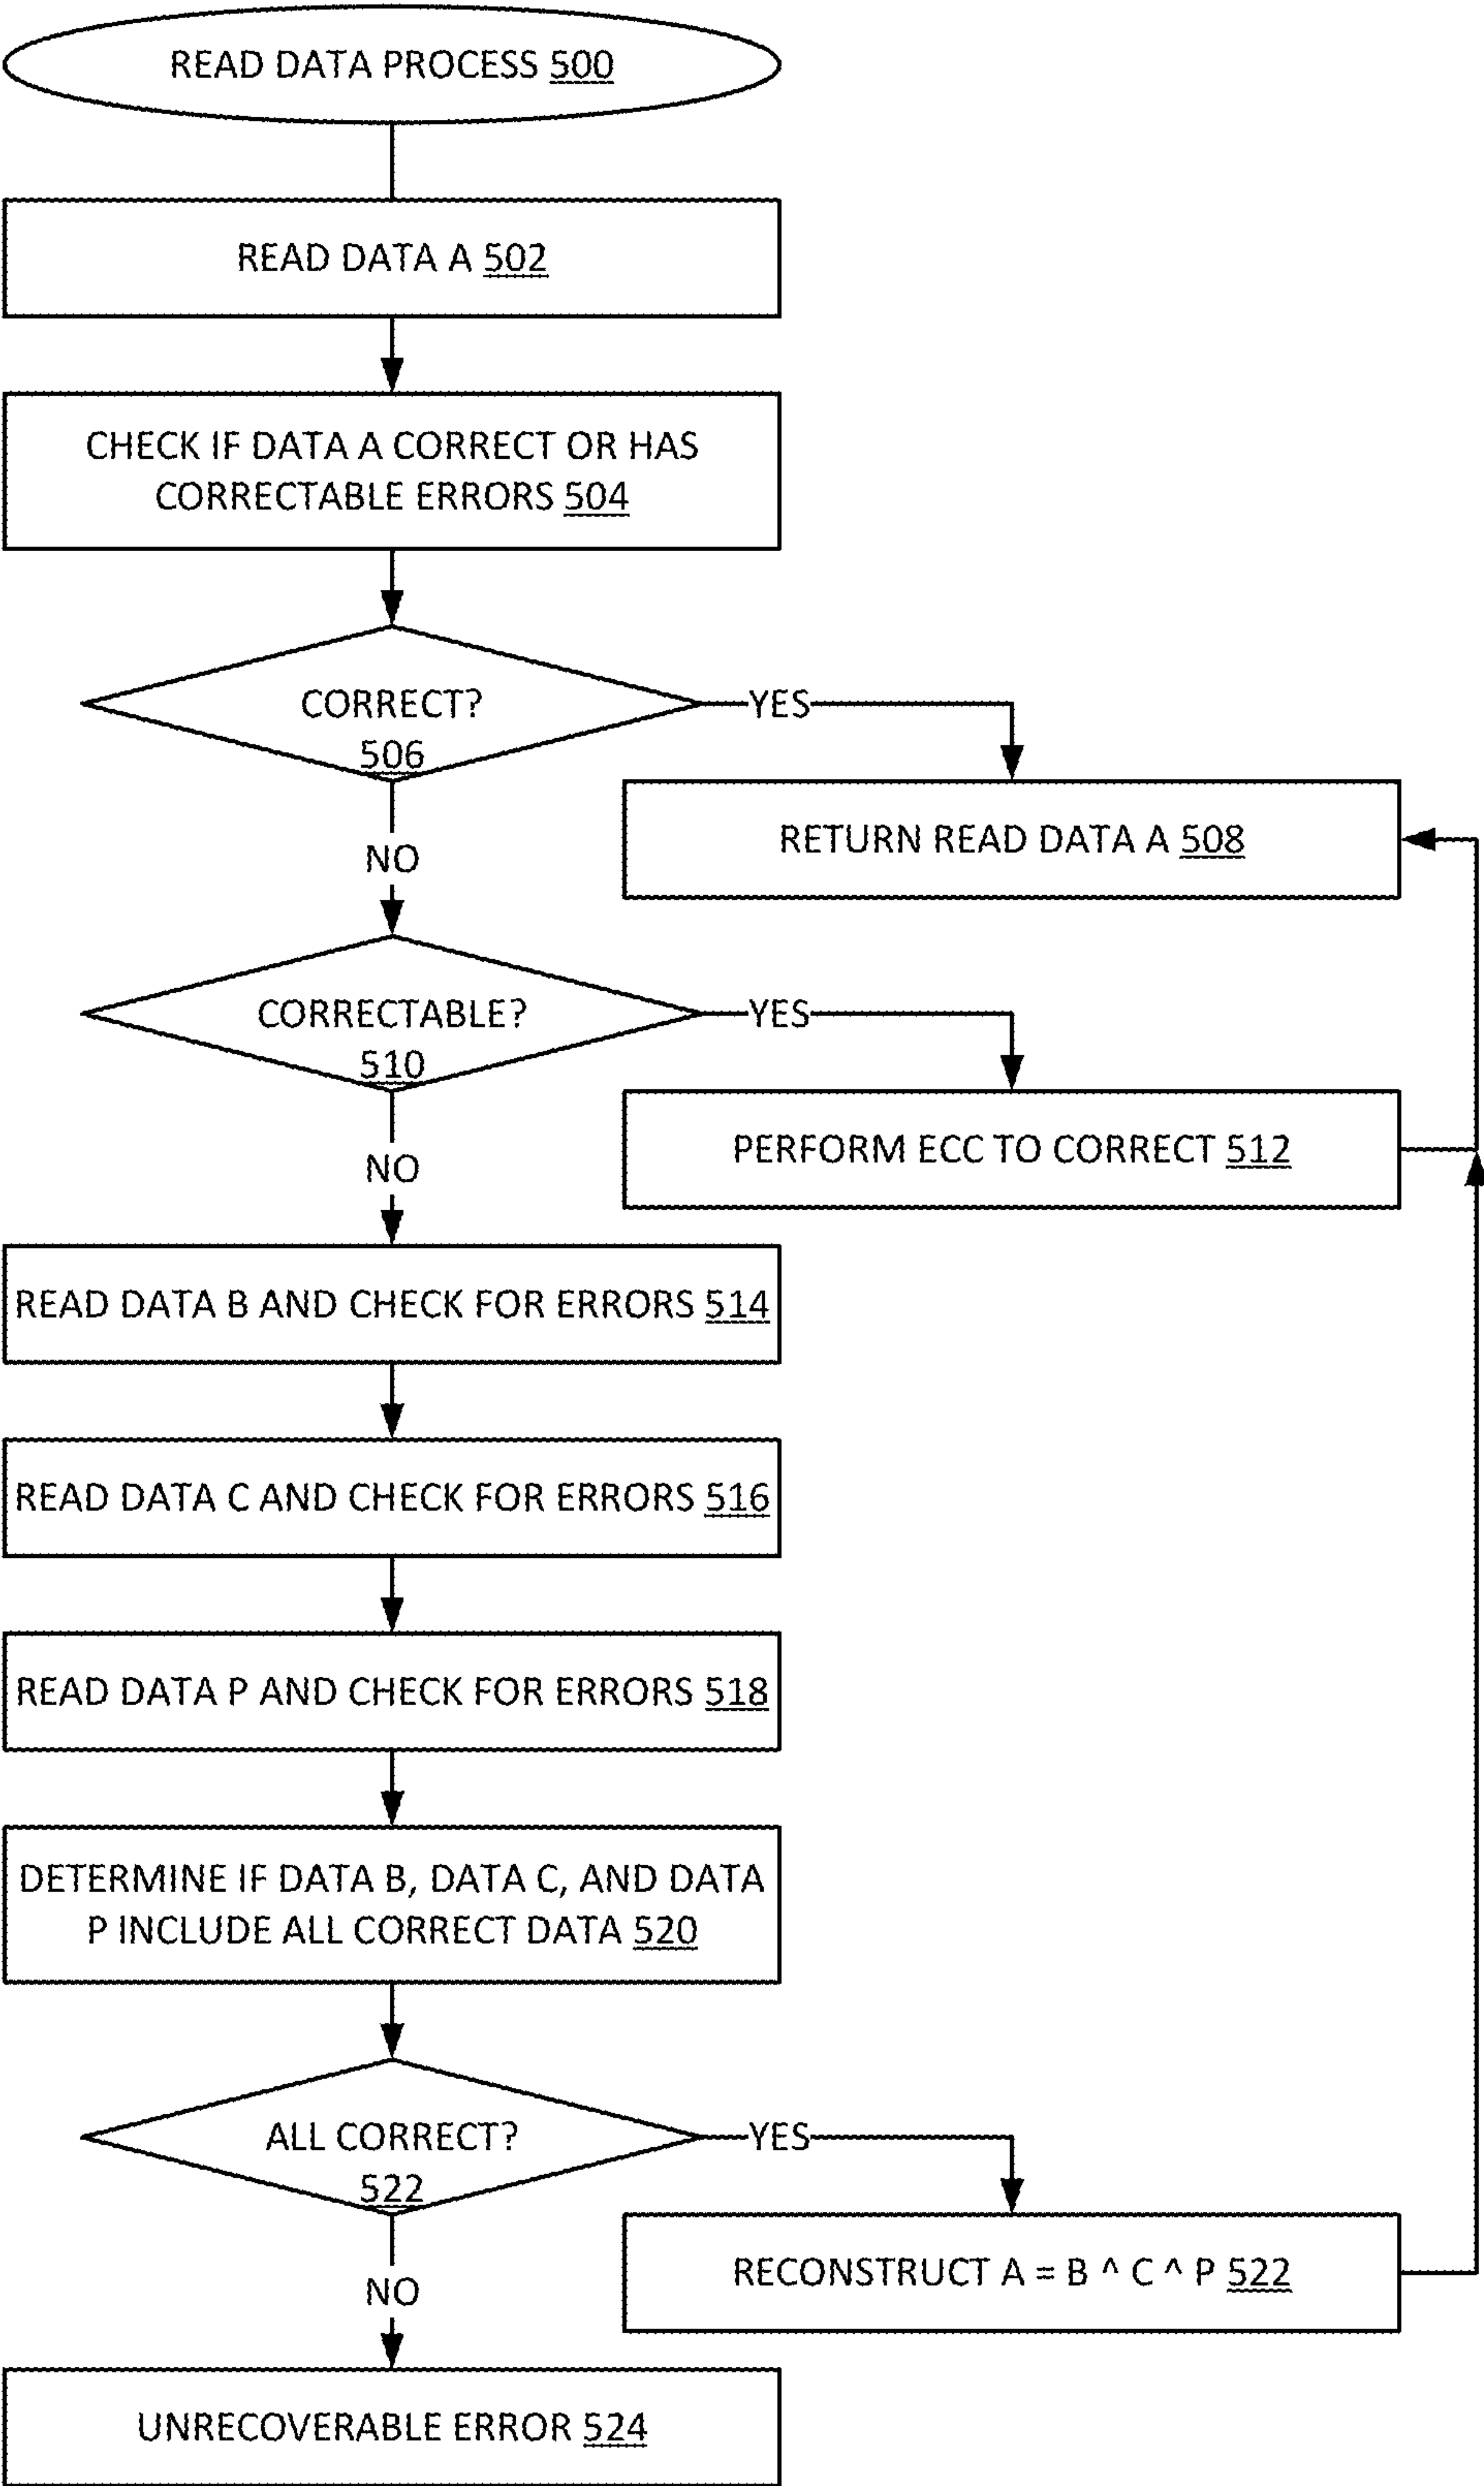 READ DATA PROCESS 500
READ DATA A 502
CHECK IF DATA A CORRECT OR HAS
CORRECTABLE ERRORS 504
CORRECT?
506
YES
NO
RETURN READ DATA A 508
CORRECTABLE?
510
YES
NO
PERFORM ECC TO CORRECT 512
READ DATA B AND CHECK FOR ERRORS 514
READ DATA C AND CHECK FOR ERRORS 516
READ DATA P AND CHECK FOR ERRORS 518
DETERMINE IF DATA B, DATA C, AND DATA
P INCLUDE ALL CORRECT DATA 520
ALL CORRECT?
522
YES
NO
RECONSTRUCT A = B ^ C ^ P 522
UNRECOVERABLE ERROR 524